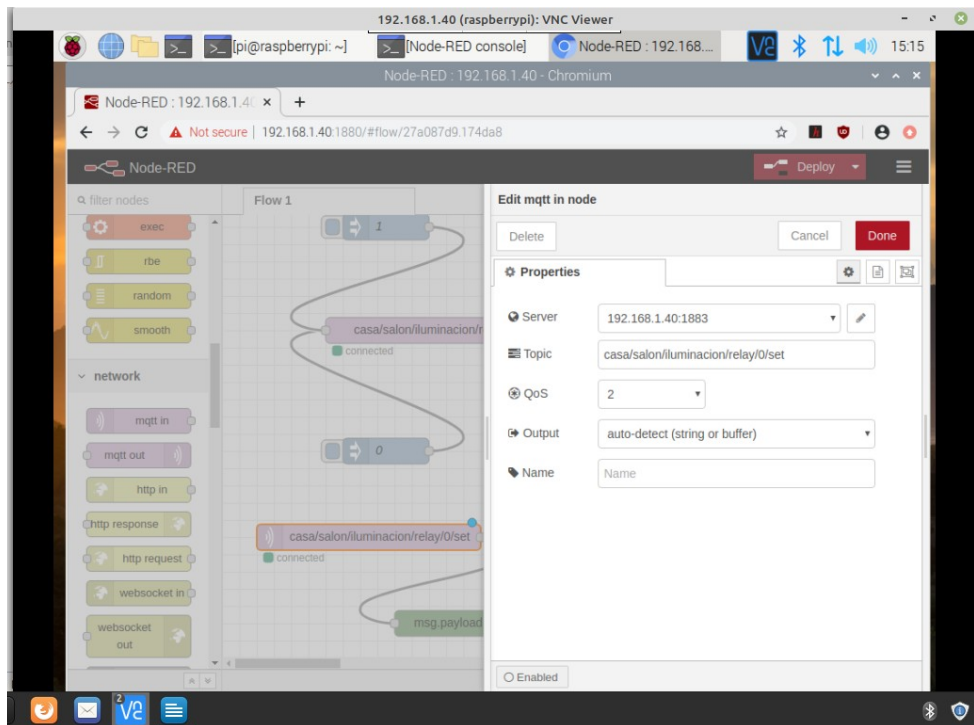 192.168.1.40 (raspberrypi): VNC Viewer
[pi@raspberrypi: ~]
[Node-RED console]
Node-RED : 192.168....
15:15
Node-RED : 192.168.1.40 - Chromium
Node-RED : 192.168.1.40
Not secure | 192.168.1.40:1880/#flow/27a087d9.174da8
Node-RED
Deploy
filter nodes
exec
rbe
random
smooth
network
mqtt in
mqtt out
http in
http response
http request
websocket in
websocket
out
Flow 1
1
casa/salon/iluminacion/r
connected
0
casa/salon/iluminacion/relay/0/set
connected
msg.payload
Edit mqtt in node
Delete
Cancel
Done
Properties
Server
192.168.1.40:1883
Topic
casa/salon/iluminacion/relay/0/set
QoS
2
Output
auto-detect (string or buffer)
Name
Name
Enabled
2